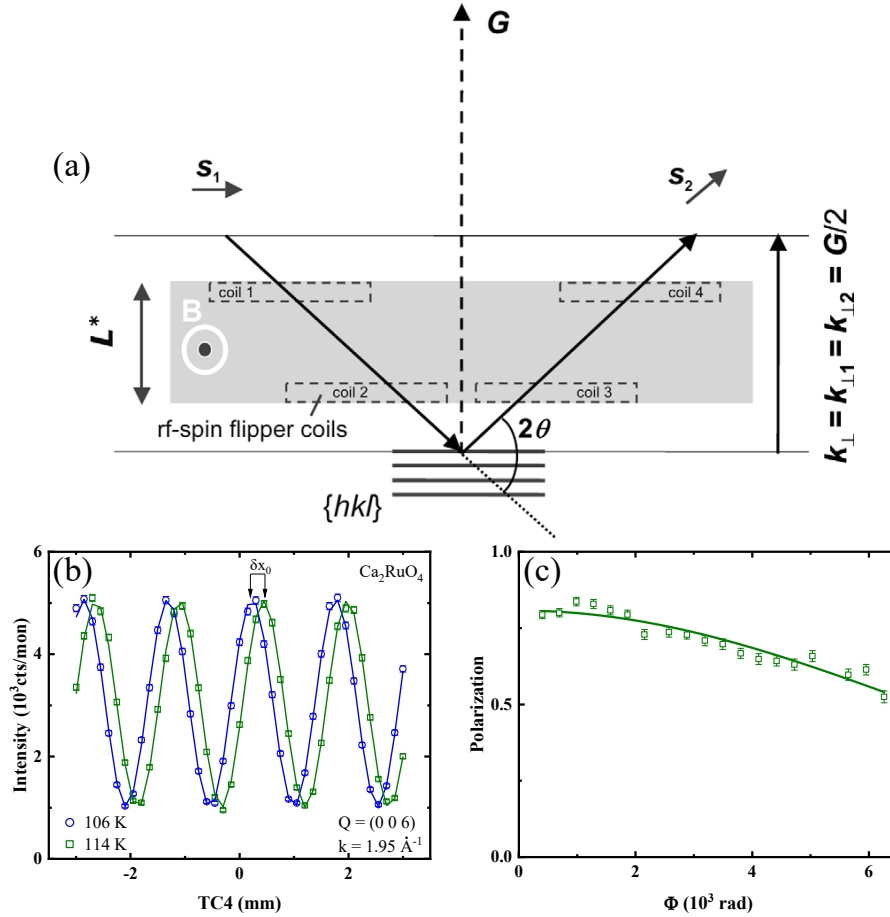 G
(a)
s₁
s₂
coil 1
coil 4
B
L*
coil 2
coil 3
rf-spin flipper coils
2θ
{hkl}
k⊥ = k⊥1 = k⊥2 = G/2
(b)
δx₀
Ca₂RuO₄
6
4
2
0
Intensity (10³cts/mon)
106 K
114 K
Q = (0 0 6)
k = 1.95 Å⁻¹
-2 0 2
TC4 (mm)
(c)
1.0
0.5
0.0
Polarization
0 2 4 6
Φ (10³ rad)